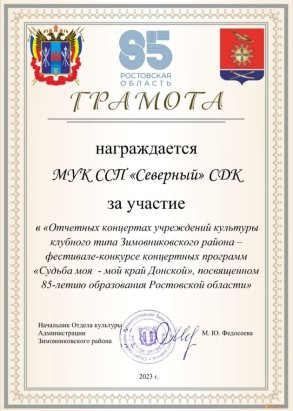 85
РОСТОВСКАЯ
ОБЛАСТЬ
ГРАМОТА
награждается
МУК ССП «Северный» СДК
за участие
в «Отчетных концертах учреждений культуры
клубного типа Зимовниковского района –
фестивале-конкурсе концертных программ
«Судьба моя - мой край Донской», посвященном
85-летию образования Ростовской области»
Начальник Отдела культуры
Администрации
Зимовниковского района
М. Ю. Федосеева
2023 г.